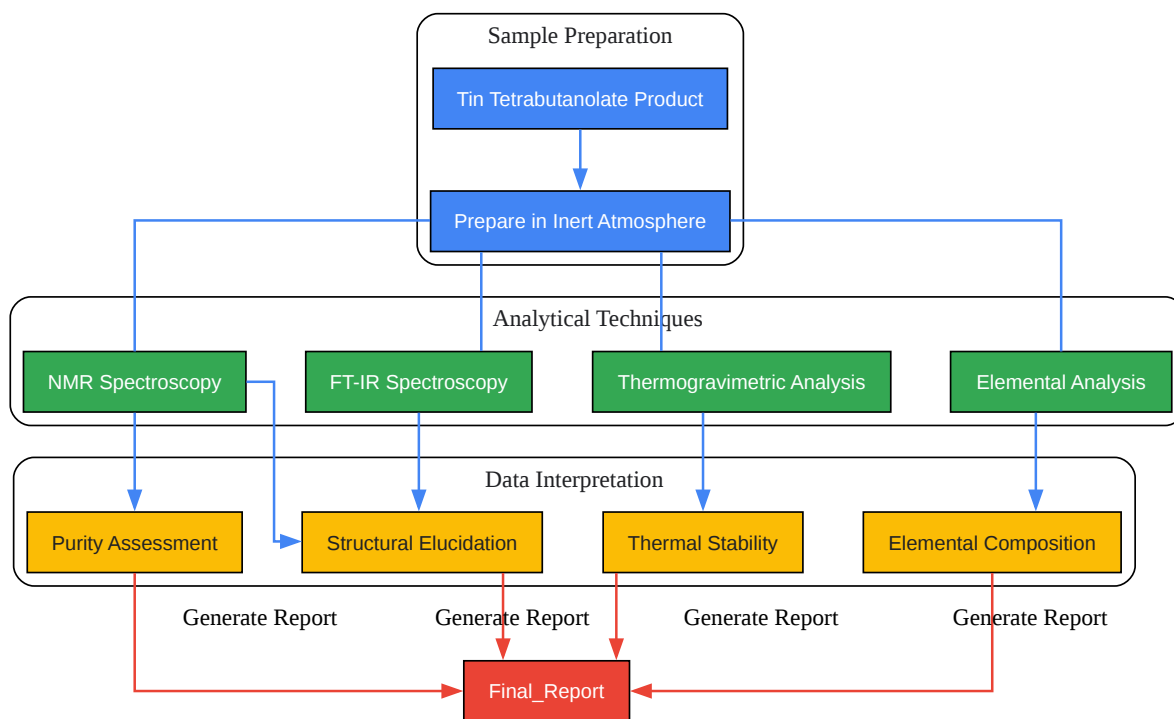 Sample Preparation
Tin Tetrabutanolate Product
Prepare in Inert Atmosphere
Analytical Techniques
NMR Spectroscopy
FT-IR Spectroscopy
Thermogravimetric Analysis
Elemental Analysis
Data Interpretation
Purity Assessment
Structural Elucidation
Thermal Stability
Elemental Composition
Generate Report
Generate Report
Generate Report
Generate Report
Final_Report